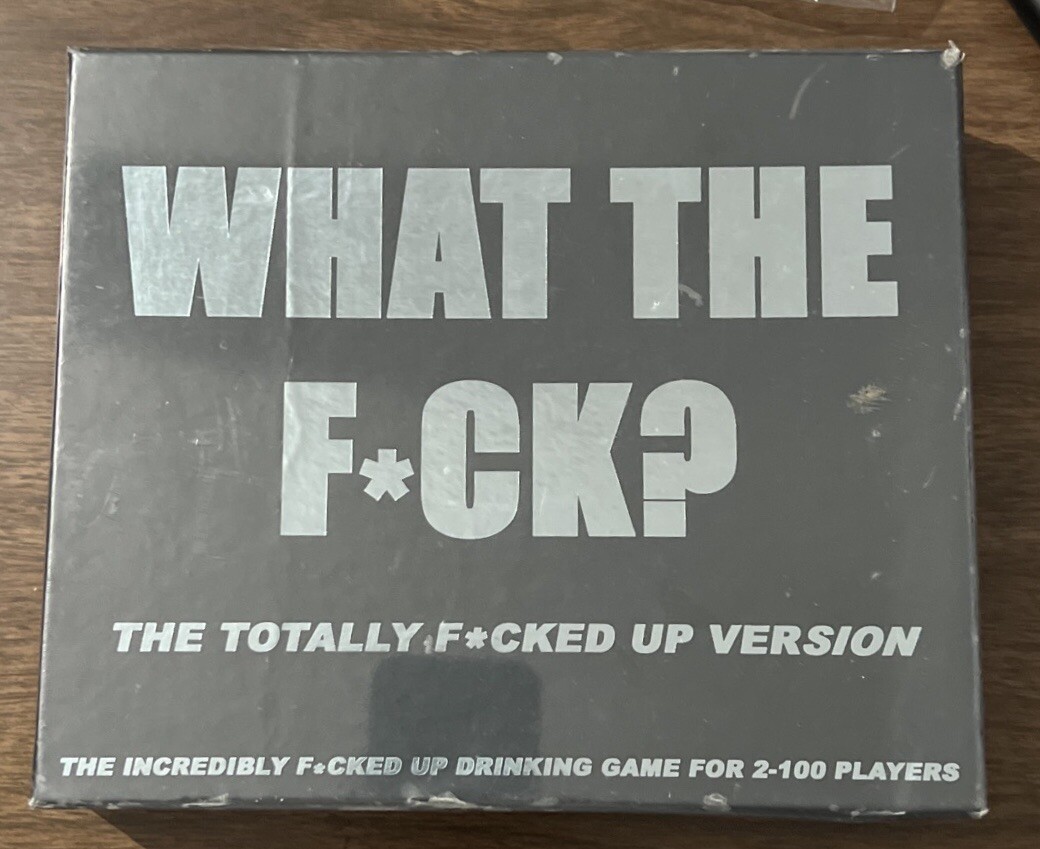 WHAT THE
F*CK?
THE TOTALLY F*CKED UP VERSION
THE INCREDIBLY F*CKED UP DRINKING GAME FOR 2-100 PLAYERS